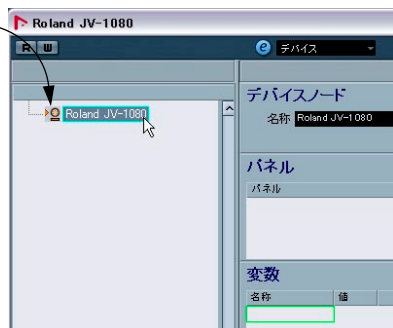 Roland JV-1080
R W
e デバイス
Roland JV-1080
デバイスノード
名称 Roland JV-1080
パネル
パネル
変数
名称 値